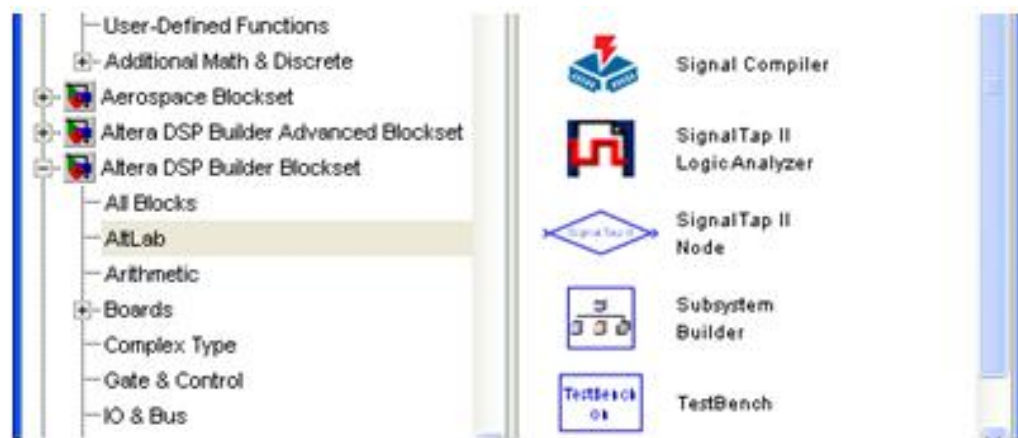 User-Defined Functions
Additional Math & Discrete
Aerospace Blockset
Altera DSP Builder Advanced Blockset
Altera DSP Builder Blockset
All Blocks
AltLab
Arithmetic
Boards
Complex Type
Gate & Control
IO & Bus
Signal Compiler
SignalTap II
Logic Analyzer
SignalTap II
SignalTap II
Node
Subsystem
Builder
TestBench
on
TestBench